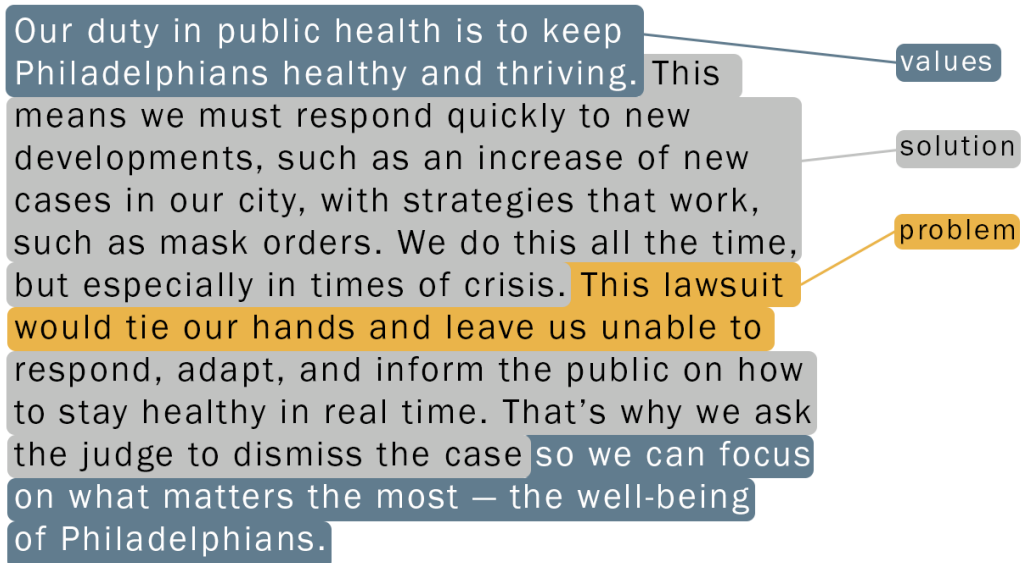 Our duty in public health is to keep
Philadelphians healthy and thriving. This
means we must respond quickly to new
developments, such as an increase of new
cases in our city, with strategies that work,
such as mask orders. We do this all the time,
but especially in times of crisis. This lawsuit
would tie our hands and leave us unable to
respond, adapt, and inform the public on how
to stay healthy in real time. That’s why we ask
the judge to dismiss the case so we can focus
on what matters the most — the well-being
of Philadelphians.
values
solution
problem